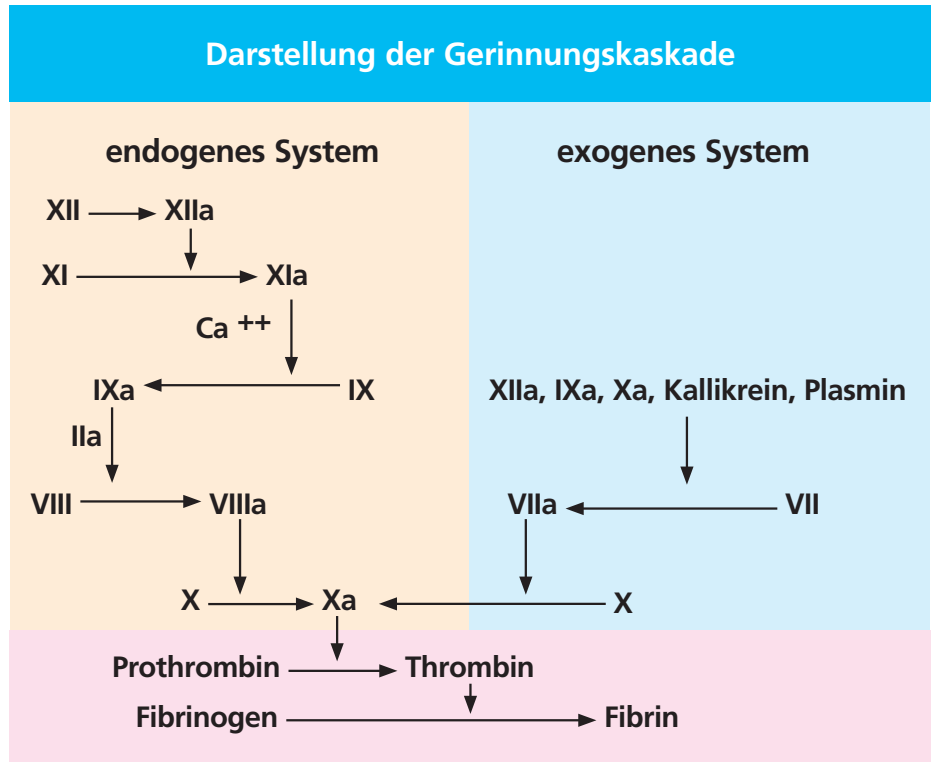 Darstellung der Gerinnungskaskade
endogenes System
exogenes System
XII XIIa
XI XIa
Ca ++
IXa IX
XIIa, IXa, Xa, Kallikrein, Plasmin
IIa
VIII VIIIa
VIIa VII
X Xa X
Prothrombin Thrombin
Fibrinogen Fibrin